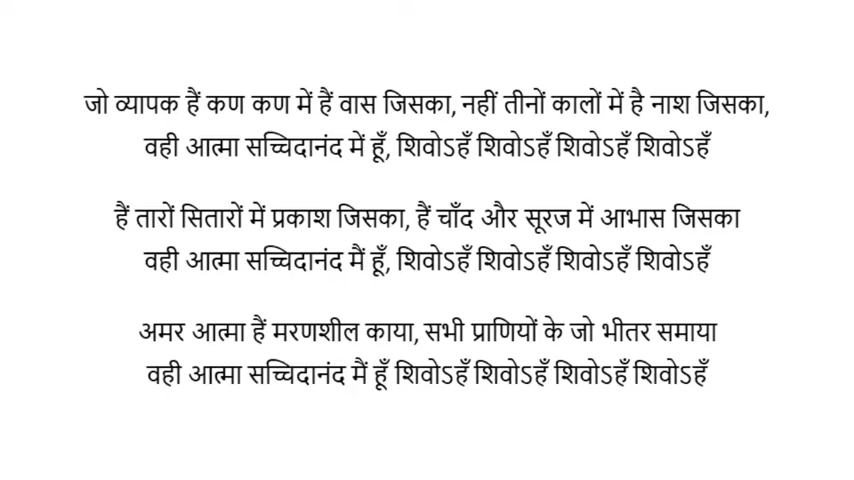 जो व्यापक हैं कण कण में हैं वास जिसका, नहीं तीनों कालों में है नाश जिसका,
वही आत्मा सच्चिदानंद में हूँ, शिवोऽहँ शिवोऽहँ शिवोऽहँ शिवोऽहँ
हैं तारों सितारों में प्रकाश जिसका, हैं चाँद और सूरज में आभास जिसका
वही आत्मा सच्चिदानंद मैं हूँ, शिवोऽहँ शिवोऽहँ शिवोऽहँ शिवोऽहँ
अमर आत्मा हैं मरणशील काया, सभी प्राणियों के जो भीतर समाया
वही आत्मा सच्चिदानंद मैं हूँ शिवोऽहँ शिवोऽहँ शिवोऽहँ शिवोऽहँ